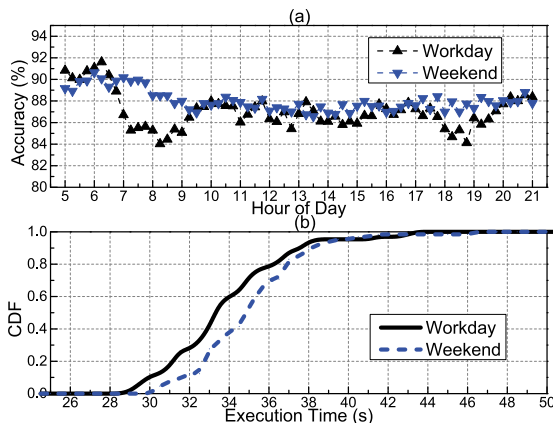 (a)
Accuracy (%)
94
92
90
88
86
84
82
80
Workday
Weekend
5 6 7 8 9 10 11 12 13 14 15 16 17 18 19 20 21
Hour of Day
(b)
CDF
1.0
0.8
0.6
0.4
0.2
0.0
Workday
Weekend
26 28 30 32 34 36 38 40 42 44 46 48 50
Execution Time (s)